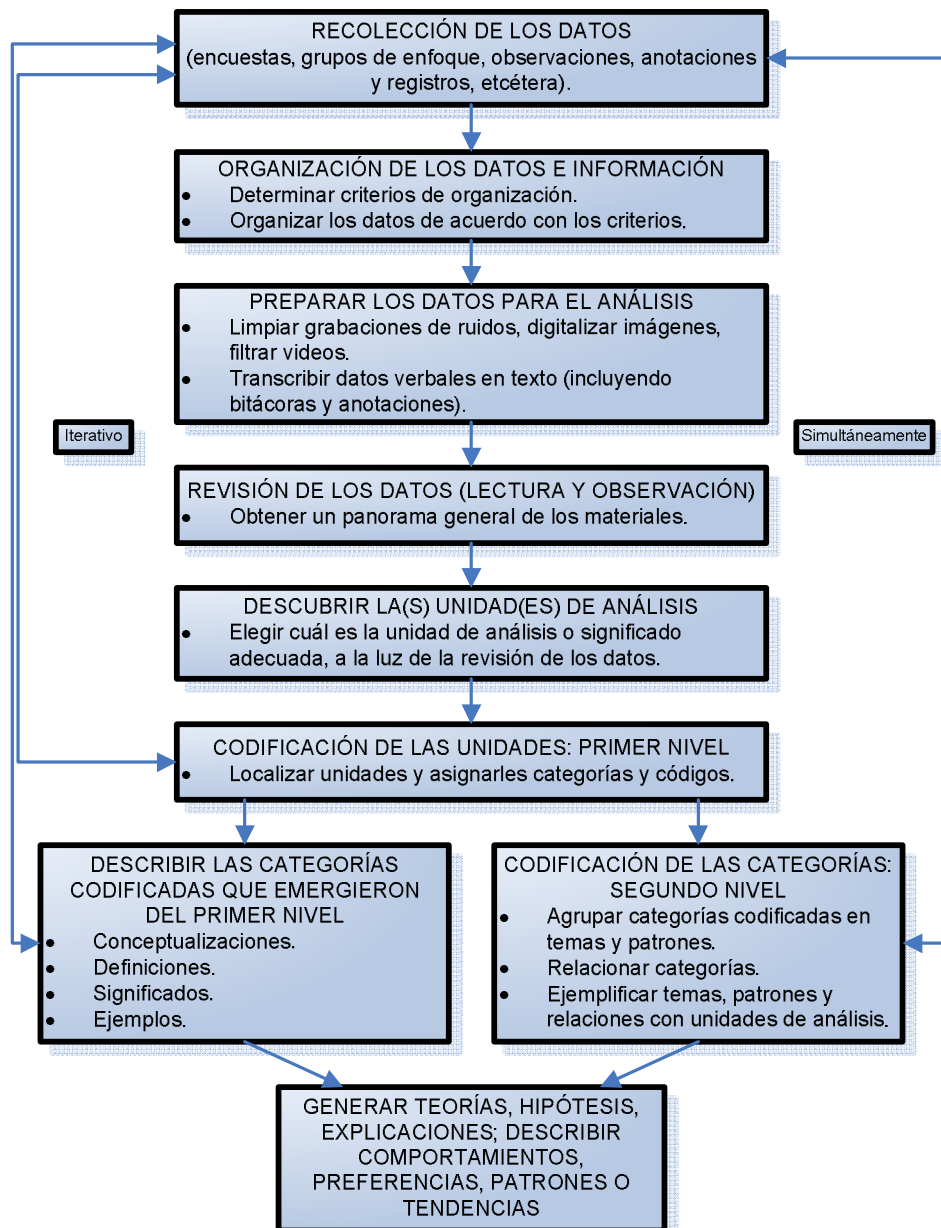 RECOLECCIÓN DE LOS DATOS
(encuestas, grupos de enfoque, observaciones, anotaciones
y registros, etcétera).
ORGANIZACIÓN DE LOS DATOS E INFORMACIÓN
• Determinar criterios de organización.
• Organizar los datos de acuerdo con los criterios.
PREPARAR LOS DATOS PARA EL ANÁLISIS
• Limpiar grabaciones de ruidos, digitalizar imágenes,
filtrar videos.
• Transcribir datos verbales en texto (incluyendo
bitácoras y anotaciones).
Iterativo
Simultáneamente
REVISIÓN DE LOS DATOS (LECTURA Y OBSERVACIÓN)
• Obtener un panorama general de los materiales.
DESCUBRIR LA(S) UNIDAD(ES) DE ANÁLISIS
• Elegir cuál es la unidad de análisis o significado
adecuada, a la luz de la revisión de los datos.
CODIFICACIÓN DE LAS UNIDADES: PRIMER NIVEL
• Localizar unidades y asignarles categorías y códigos.
DESCRIBIR LAS CATEGORÍAS
CODIFICADAS QUE EMERGIERON
DEL PRIMER NIVEL
• Conceptualizaciones.
• Definiciones.
• Significados.
• Ejemplos.
CODIFICACIÓN DE LAS CATEGORÍAS:
SEGUNDO NIVEL
• Agrupar categorías codificadas en
temas y patrones.
• Relacionar categorías.
• Ejemplificar temas, patrones y
relaciones con unidades de análisis.
GENERAR TEORÍAS, HIPÓTESIS,
EXPLICACIONES; DESCRIBIR
COMPORTAMIENTOS,
PREFERENCIAS, PATRONES O
TENDENCIAS